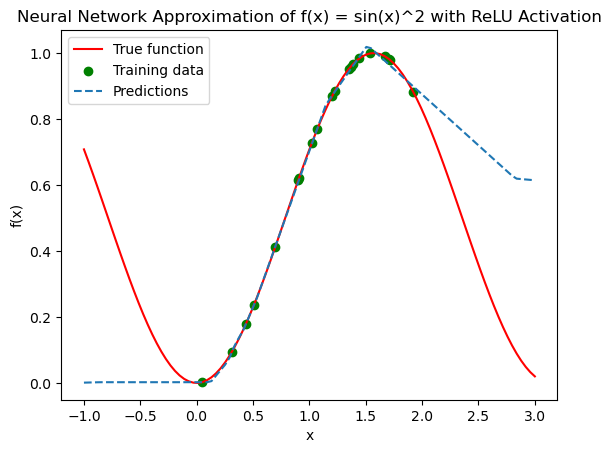 Neural Network Approximation of f(x) = sin(x)^2 with ReLU Activation
True function
Training data
Predictions
f(x)
1.0
0.8
0.6
0.4
0.2
0.0
−1.0 −0.5 0.0 0.5 1.0 1.5 2.0 2.5 3.0
x